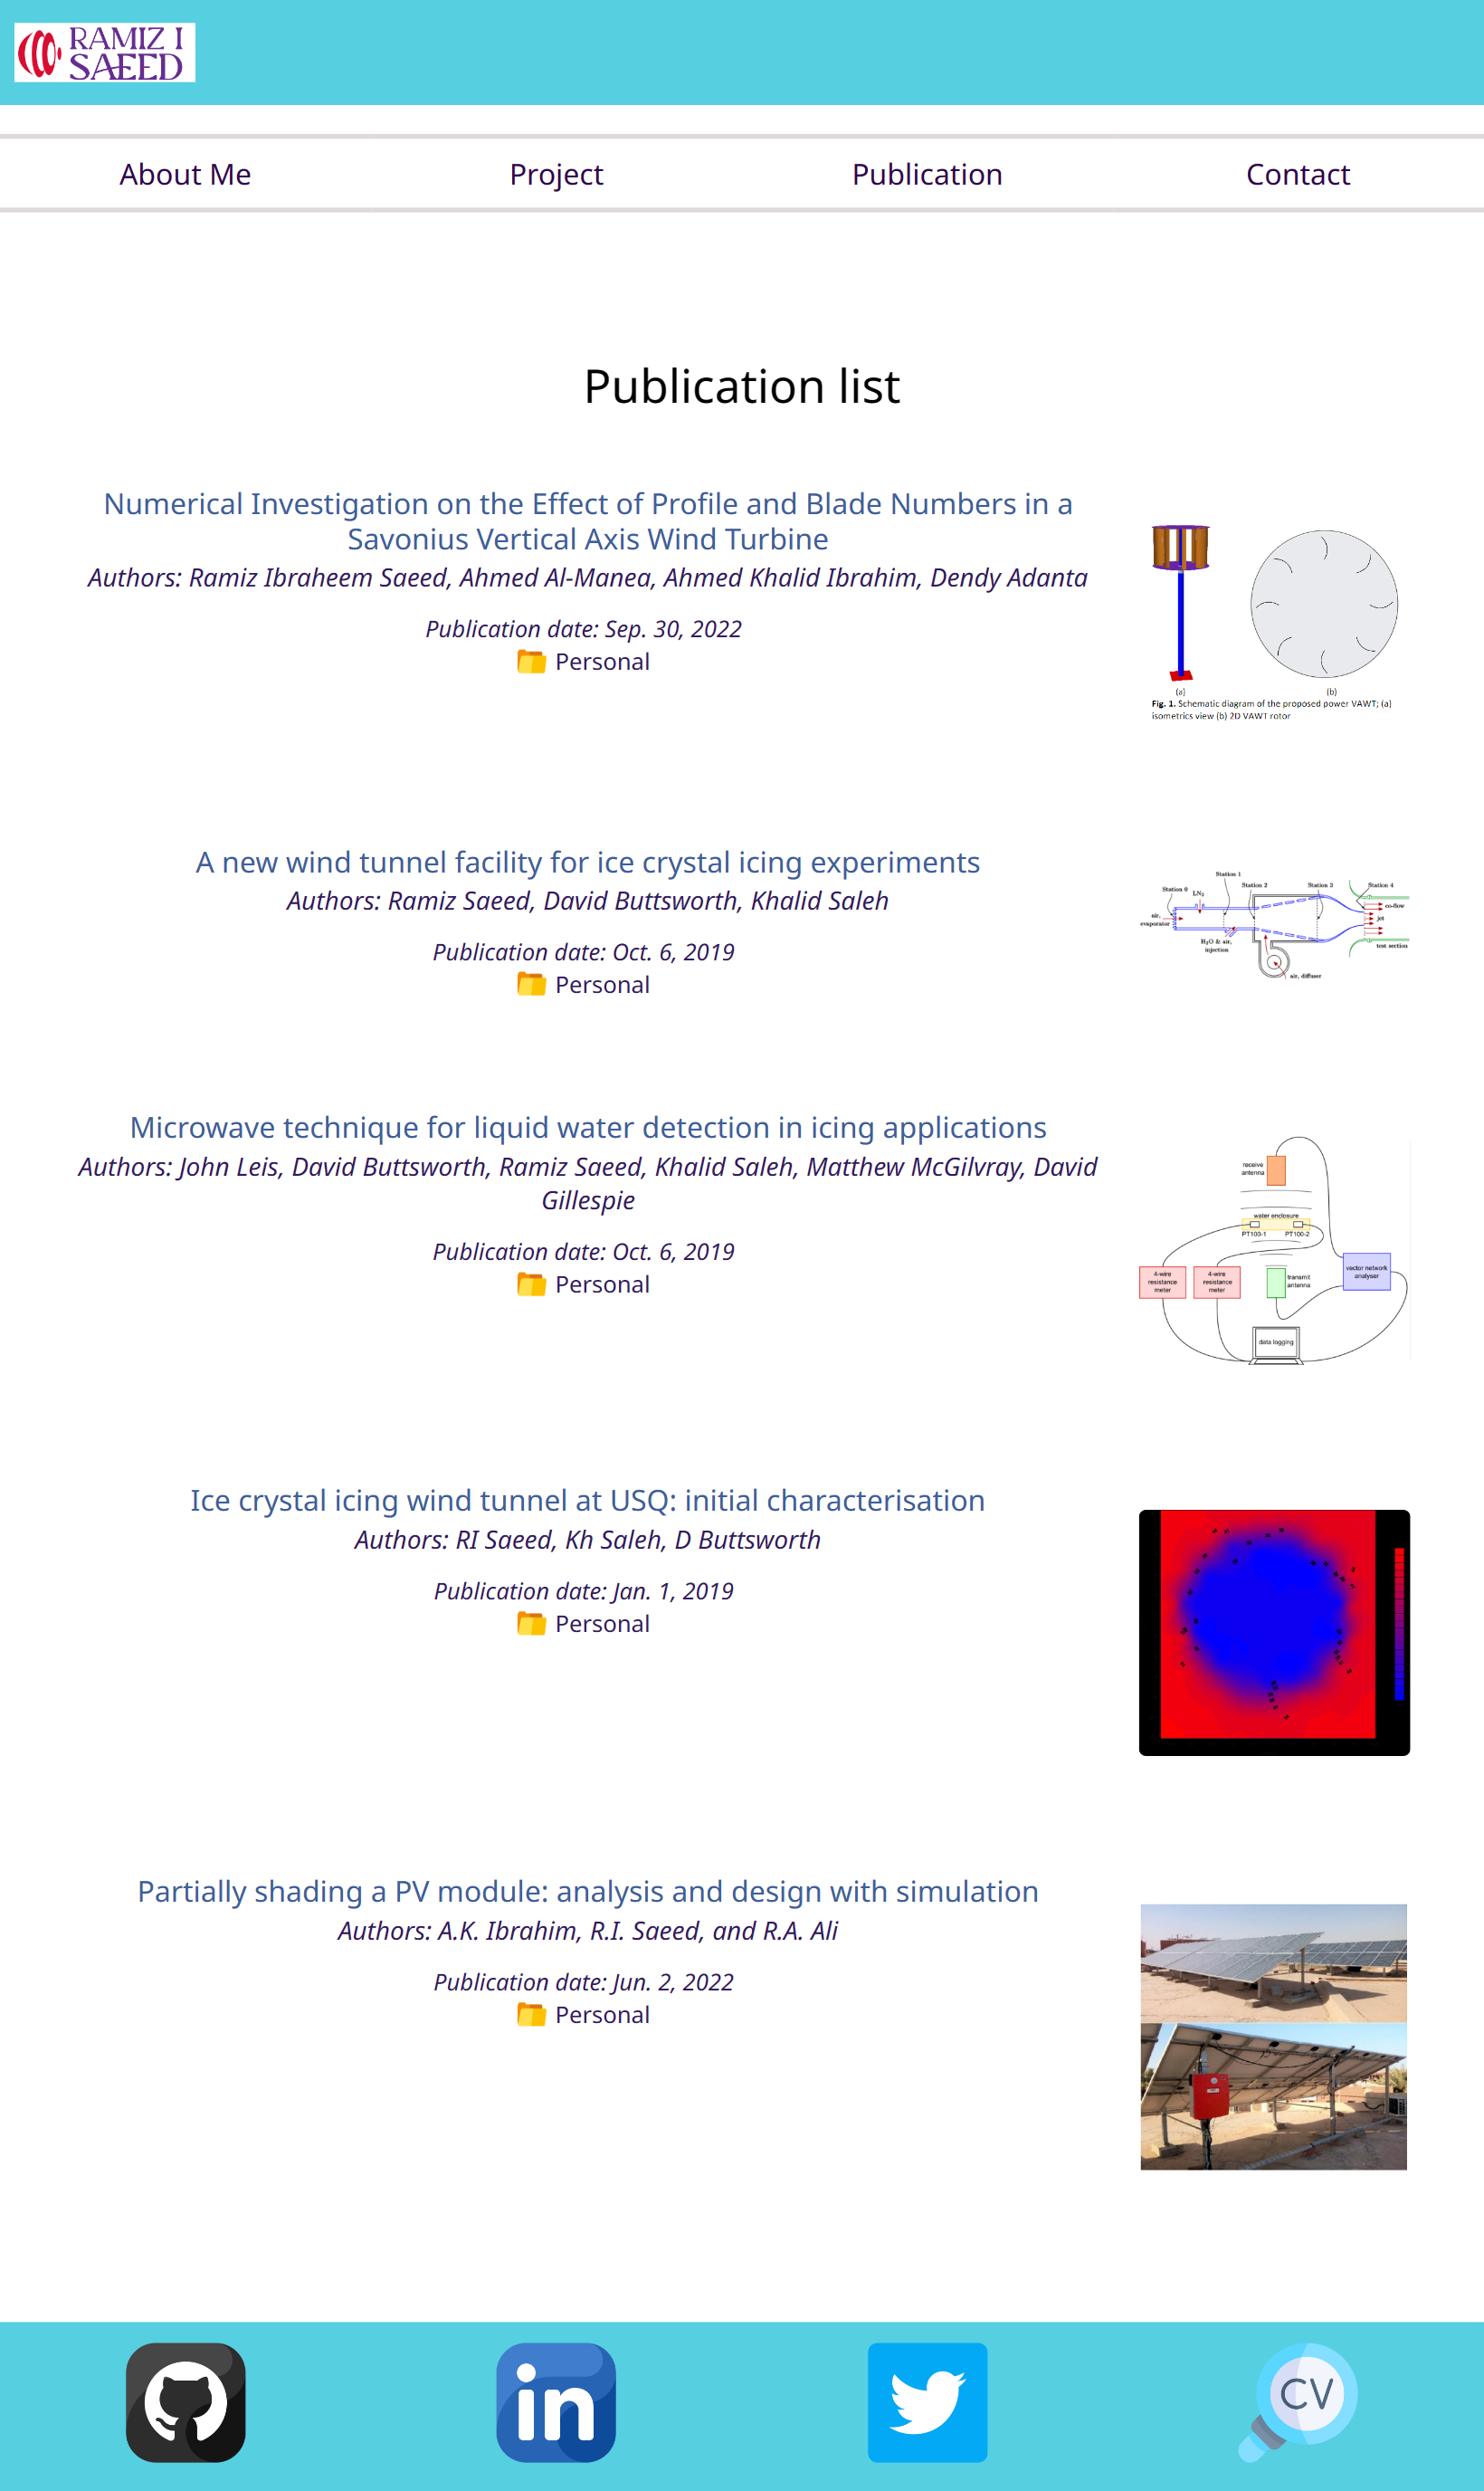 RAMIZ I
SAEED
About Me
Project
Publication
Contact
Publication list
Numerical Investigation on the Effect of Profile and Blade Numbers in a
Savonius Vertical Axis Wind Turbine
Authors: Ramiz Ibraheem Saeed, Ahmed Al-Manea, Ahmed Khalid Ibrahim, Dendy Adanta
Publication date: Sep. 30, 2022
Personal
(a)
(b)
Fig. 1. Schematic diagram of the proposed power VAWT; (a)
isometrics view (b) 2D VAWT rotor
A new wind tunnel facility for ice crystal icing experiments
Authors: Ramiz Saeed, David Buttsworth, Khalid Saleh
Publication date: Oct. 6, 2019
Personal
Station 0
LN2
Station 1
Station 2
Station 3
Station 4
air,
evaporator
H2O & air,
injection
air, diffuser
co-flow
jet
test section
Microwave technique for liquid water detection in icing applications
Authors: John Leis, David Buttsworth, Ramiz Saeed, Khalid Saleh, Matthew McGilvray, David
Gillespie
Publication date: Oct. 6, 2019
Personal
receive
antenna
water enclosure
PT100-1
PT100-2
4-wire
resistance
meter
4-wire
resistance
meter
transmit
antenna
vector network
analyser
data logging
Ice crystal icing wind tunnel at USQ: initial characterisation
Authors: RI Saeed, Kh Saleh, D Buttsworth
Publication date: Jan. 1, 2019
Personal
Partially shading a PV module: analysis and design with simulation
Authors: A.K. Ibrahim, R.I. Saeed, and R.A. Ali
Publication date: Jun. 2, 2022
Personal
in
CV